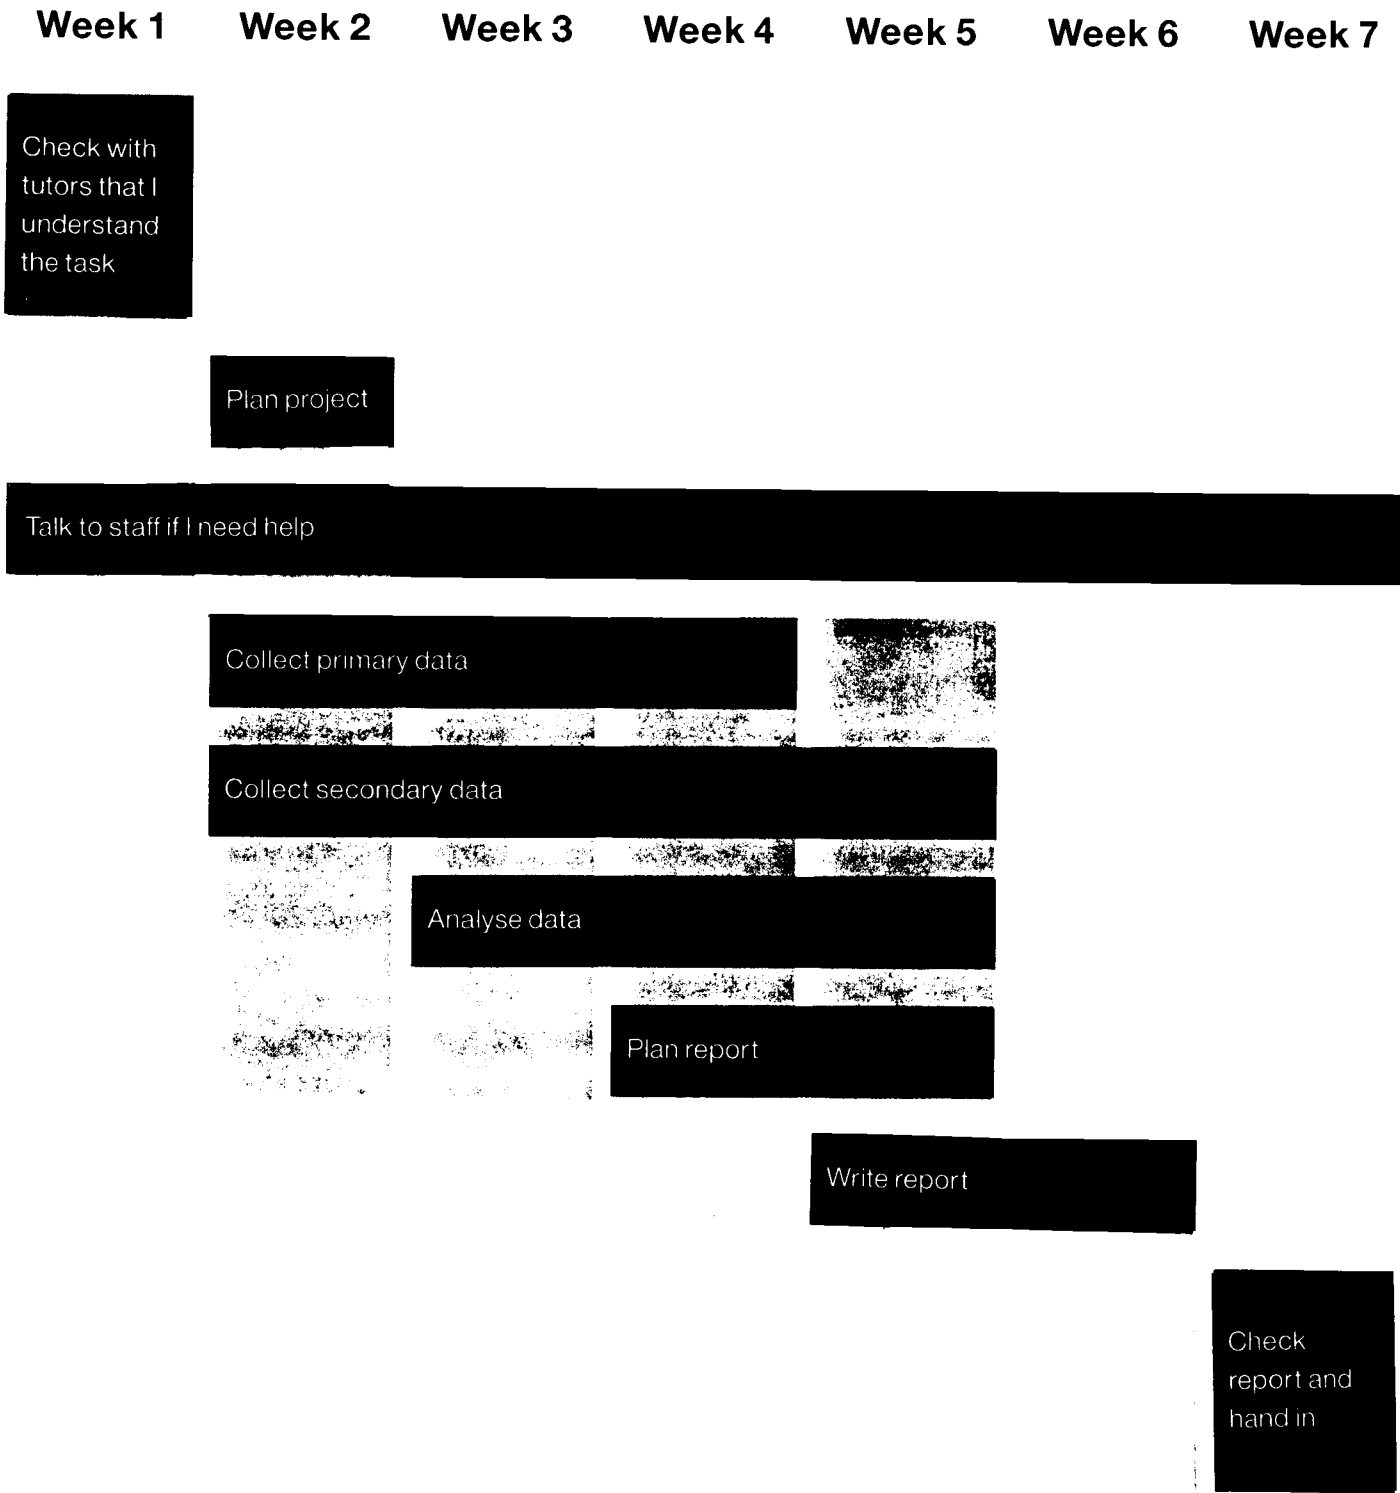 Week 1 Week 2 Week 3 Week 4 Week 5 Week 6 Week 7
Check with
tutors that I
understand
the task
Plan project
Talk to staff if I need help
Collect primary data
Collect secondary data
Analyse data
Plan report
Write report
Check
report and
hand in